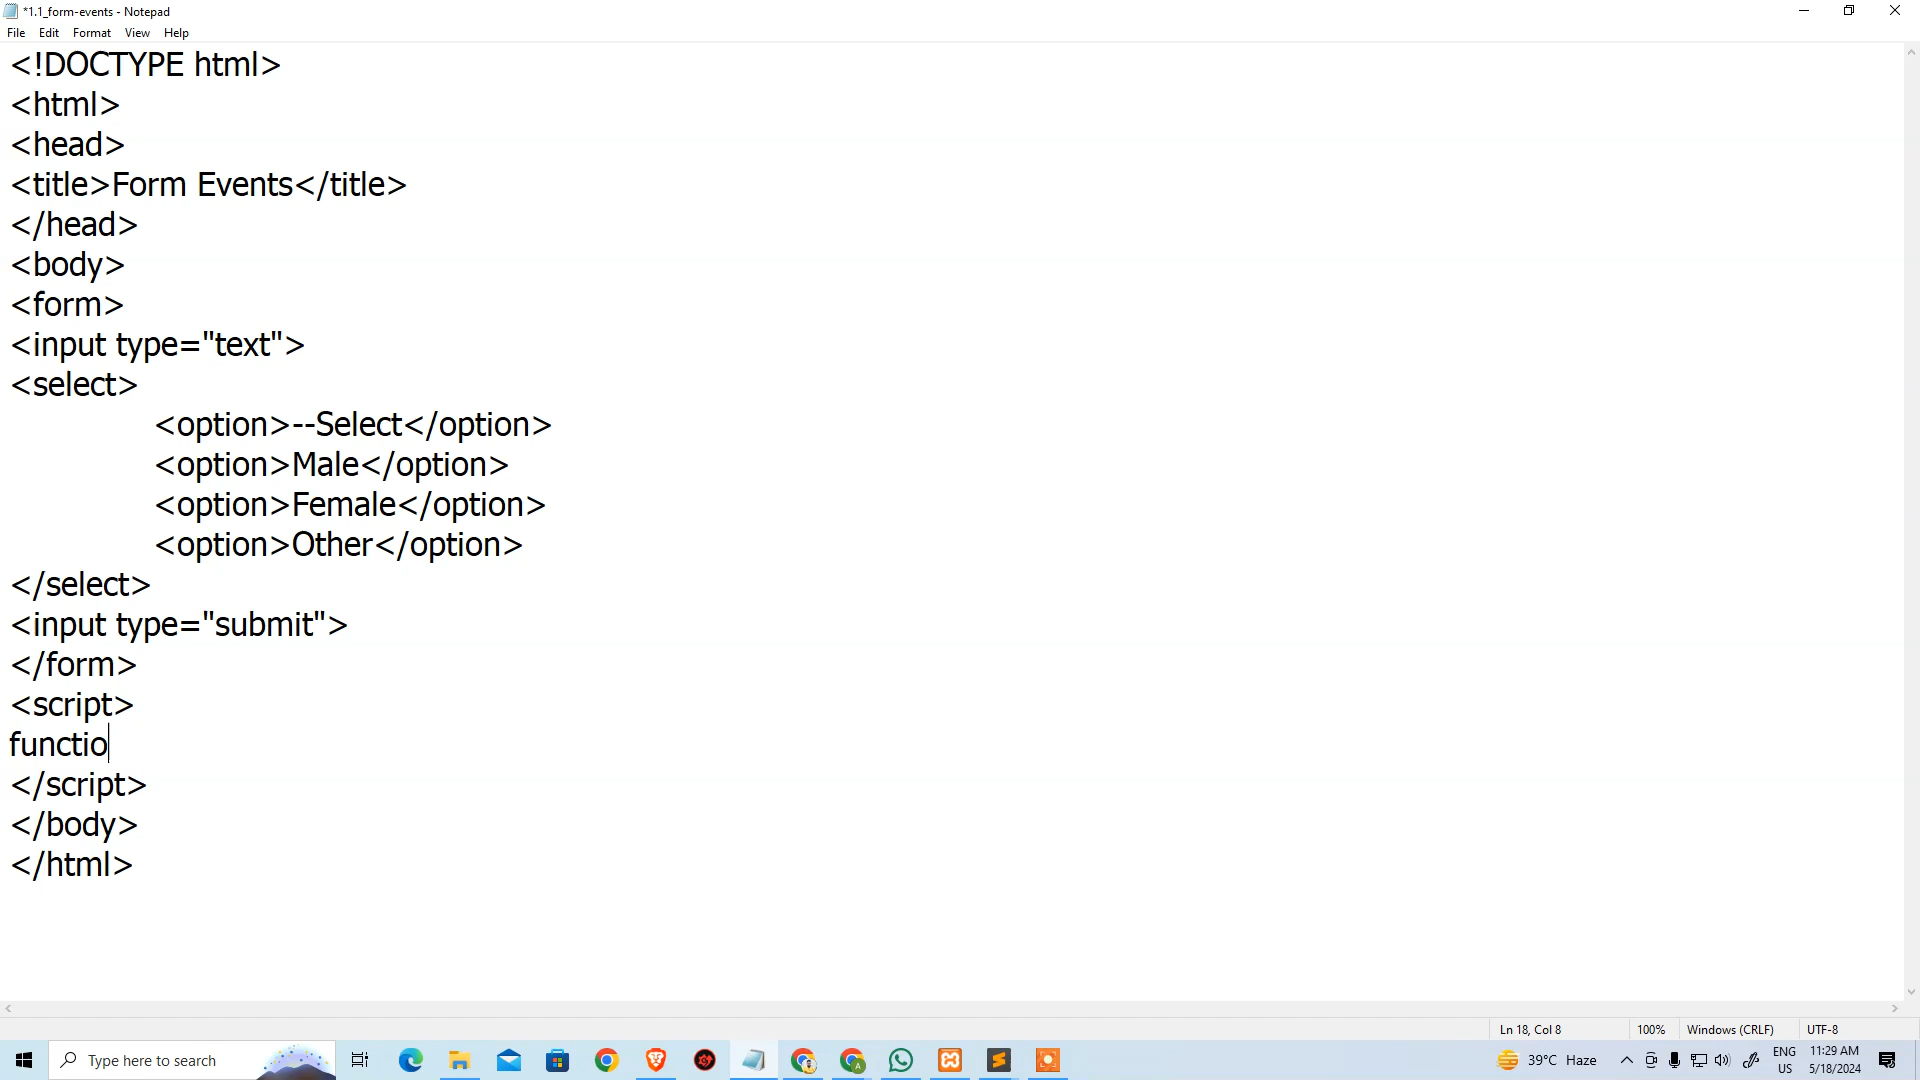 *1.1_form-events - Notepad
File Edit Format View Help
<!DOCTYPE html>
<html>
<head>
<title>Form Events</title>
</head>
<body>
<form>
<input type="text">
<select>
<option>--Select</option>
<option>Male</option>
<option>Female</option>
<option>Other</option>
</select>
<input type="submit">
</form>
<script>
functio
</script>
</body>
</html>
Ln 18, Col 8 100% Windows (CRLF) UTF-8
Type here to search 39°C Haze ENG US 11:29 AM 5/18/2024